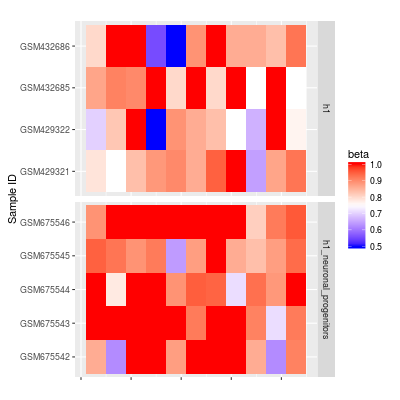 Sample ID
GSM432686
GSM432685
GSM429322
GSM429321
h1
GSM675546
GSM675545
GSM675544
GSM675543
GSM675542
h1_neuronal_progenitors
beta
1.0
0.9
0.8
0.7
0.6
0.5